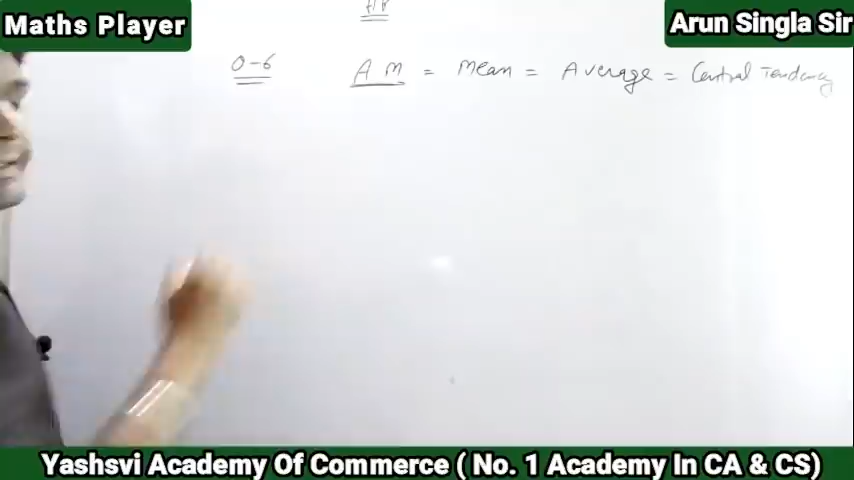 Maths Player
Arun Singla Sir
0-6
A M = Mean = Average = Central Tendency
Yashsvi Academy Of Commerce ( No. 1 Academy In CA & CS)